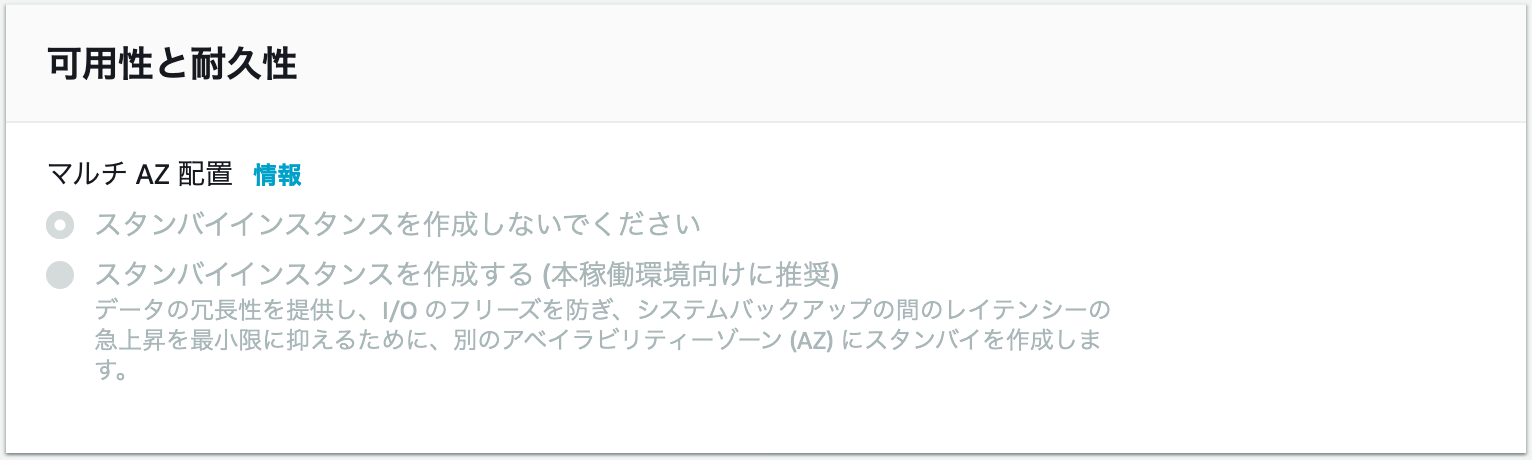 可用性と耐久性
マルチ AZ 配置 情報
スタンバイインスタンスを作成しないでください
スタンバイインスタンスを作成する (本稼働環境向けに推奨)
データの冗長性を提供し、I/O のフリーズを防ぎ、システムバックアップの間のレイテンシーの
急上昇を最小限に抑えるために、別のアベイラビリティーゾーン (AZ) にスタンバイを作成しま
す。